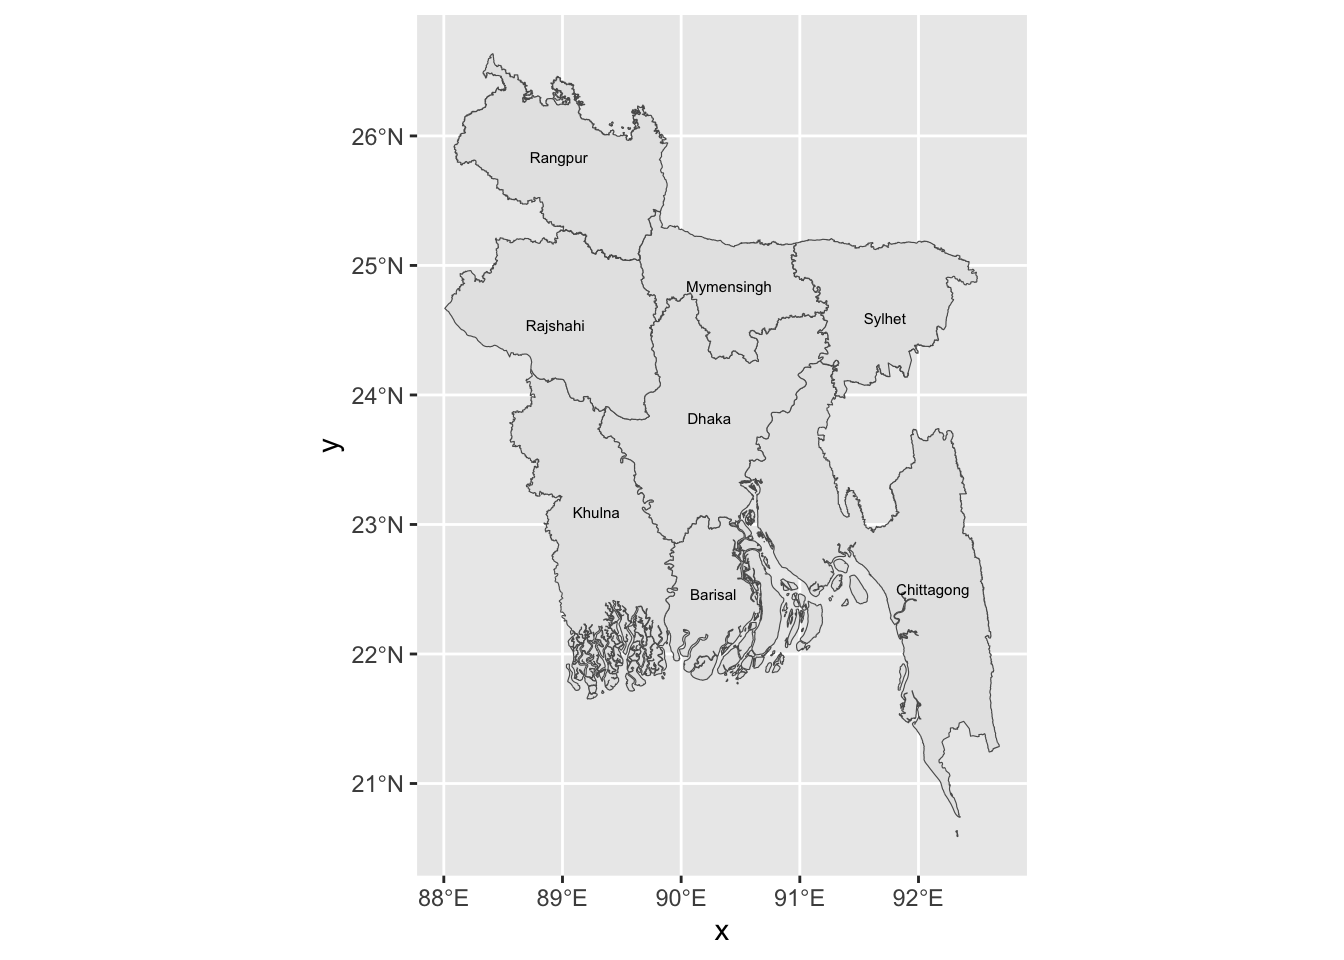 26°N
Rangpur
25°N
Mymensingh
Rajshahi
Sylhet
24°N
Dhaka
y
Khulna
23°N
Barisal
Chittagong
22°N
21°N
88°E 89°E 90°E 91°E 92°E
x